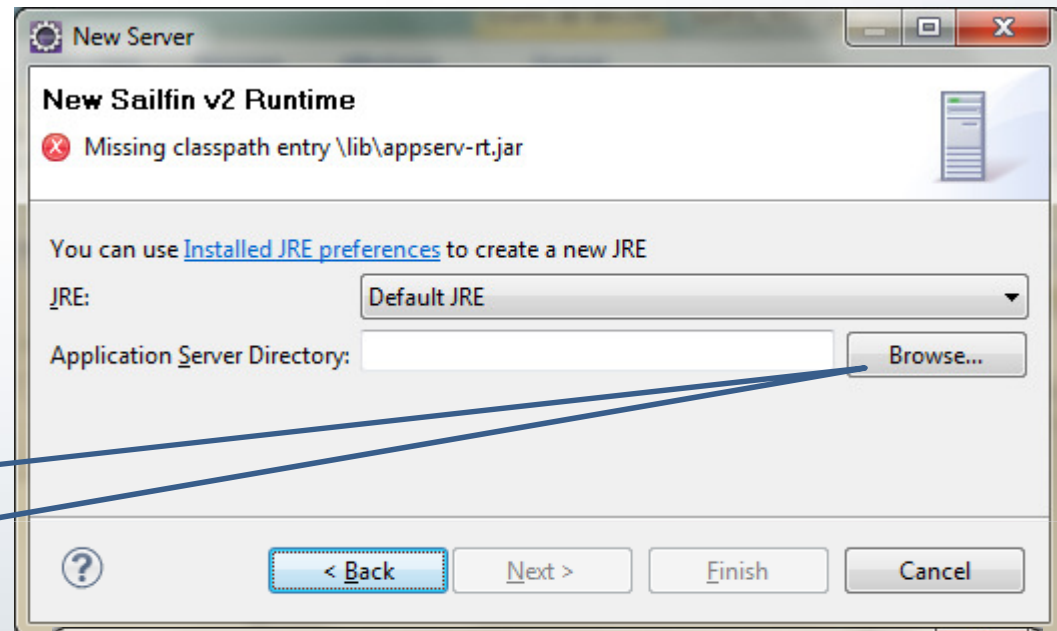 New Server
New Sailfin v2 Runtime
Missing classpath entry \lib\appserv-rt.jar
You can use Installed JRE preferences to create a new JRE
JRE: Default JRE
Application Server Directory: Browse...
? < Back Next > Finish Cancel